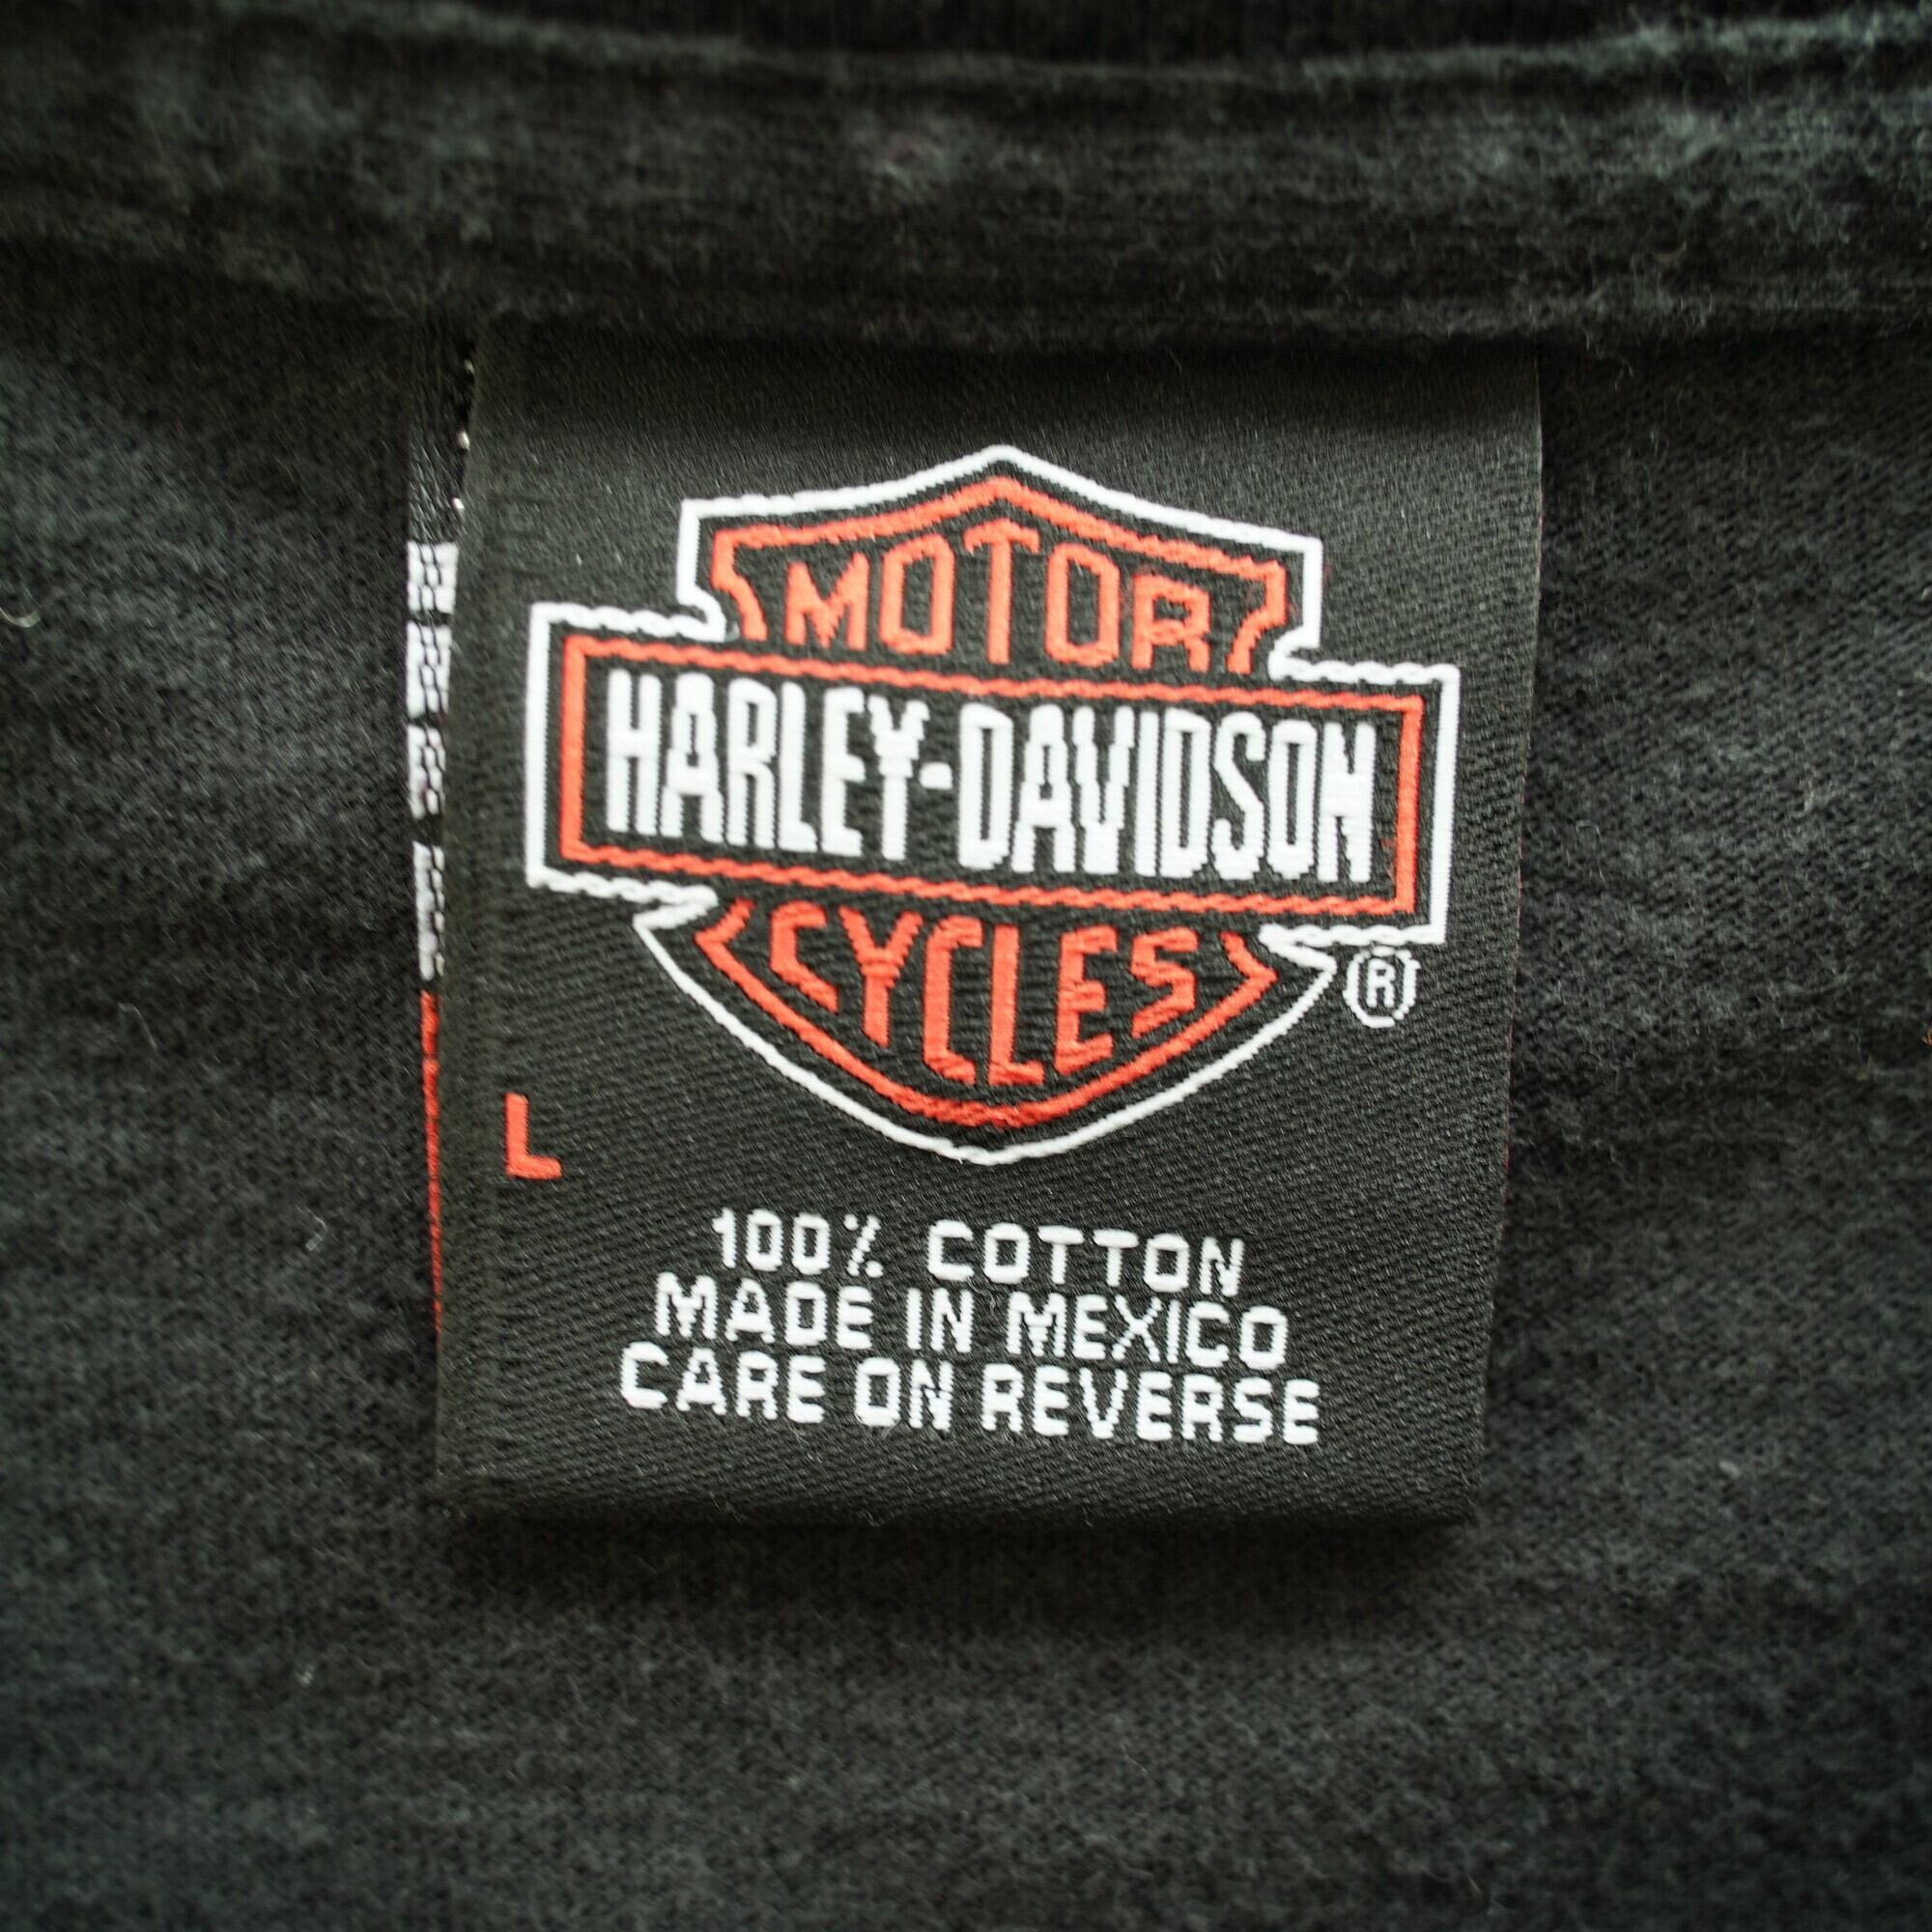 MOTOR
HARLEY-DAVIDSON
CYCLES
®
L
100% COTTON
MADE IN MEXICO
CARE ON REVERSE